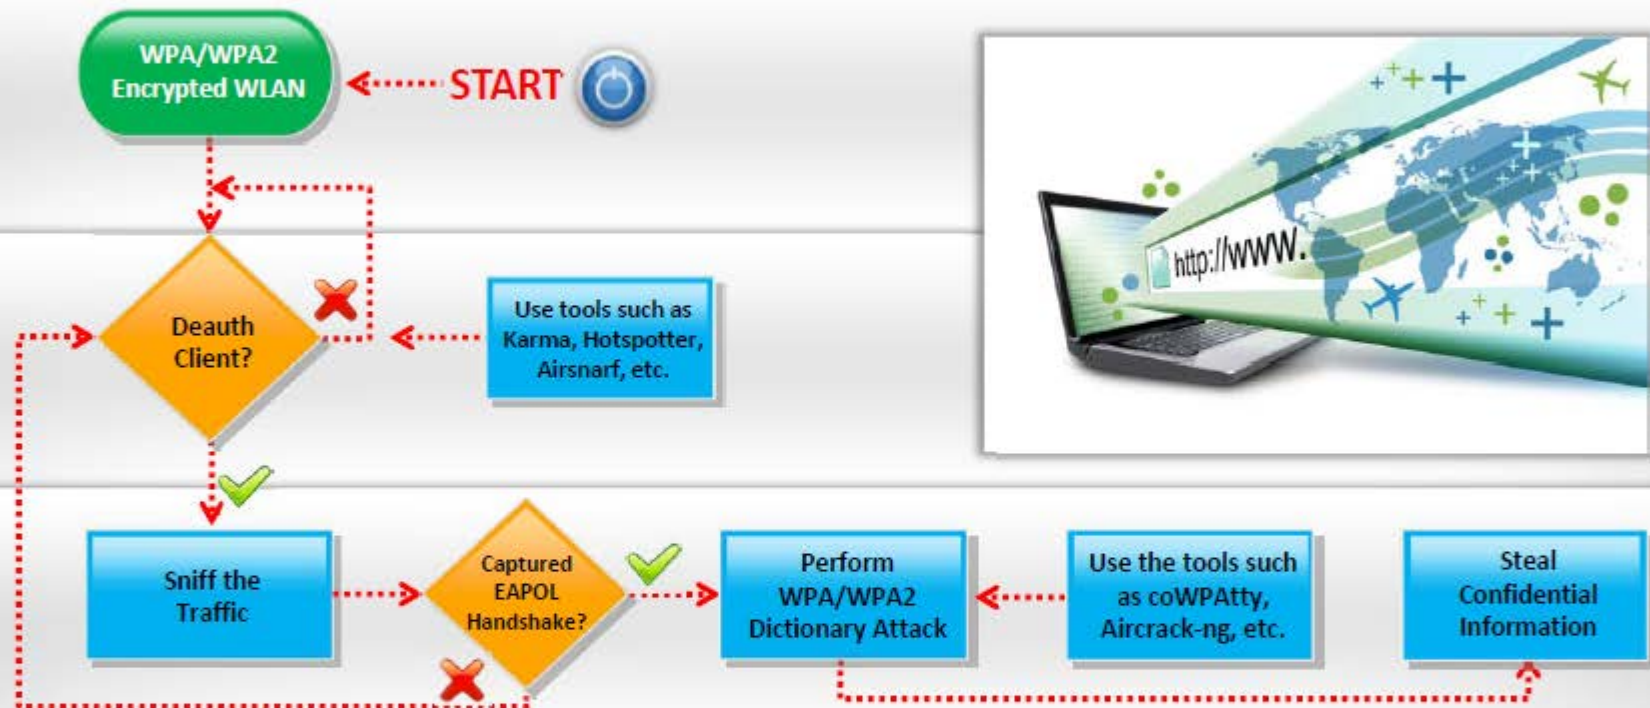 WPA/WPA2
Encrypted WLAN
START
http://www.
Deauth
Client?
Use tools such as
Karma, Hotspotter,
Airsnarf, etc.
Sniff the
Traffic
Captured
EAPOL
Handshake?
Perform
WPA/WPA2
Dictionary Attack
Use the tools such
as coWPAtty,
Aircrack-ng, etc.
Steal
Confidential
Information